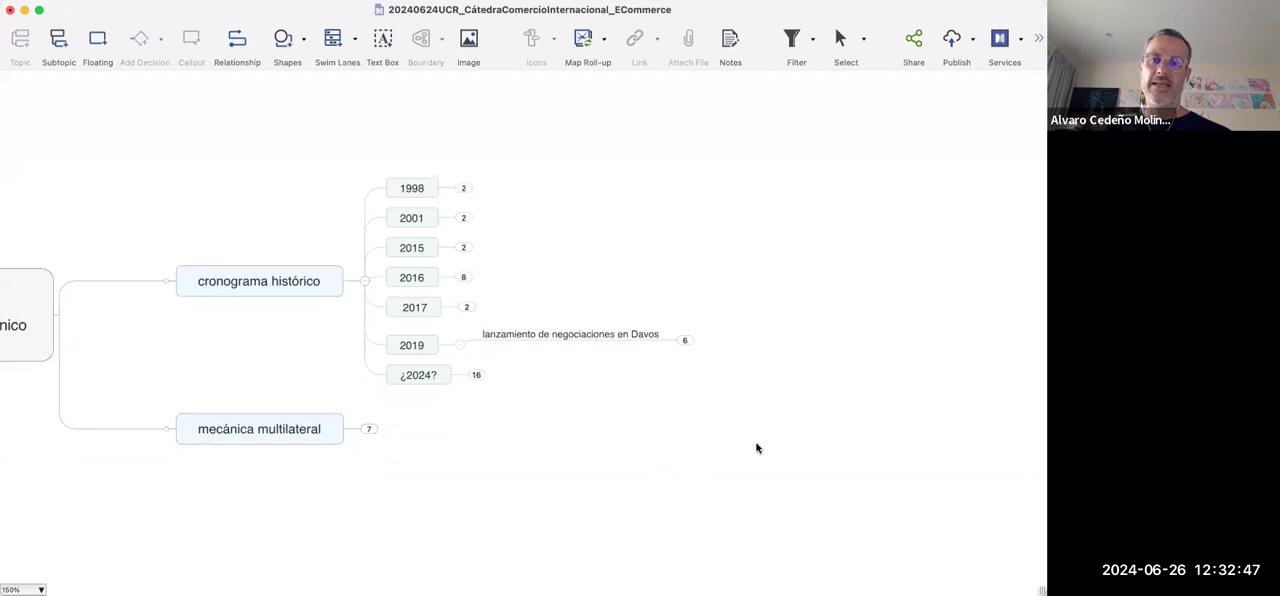 20240624UCR_CátedraComercioInternacional_ECommerce
Topic Subtopic Floating Add Decision Callout Relationship Shapes Swim Lanes Text Box Boundary Image Icons Map Roll-up Link Attach File Notes Filter Select Share Publish Services
Alvaro Cedeño Molin...
1998 2
2001 2
2015 2
cronograma histórico 2016 8
2017 2
nico
lanzamiento de negociaciones en Davos 6
2019
¿2024? 16
mecánica multilateral 7
2024-06-26 12:32:47
150%